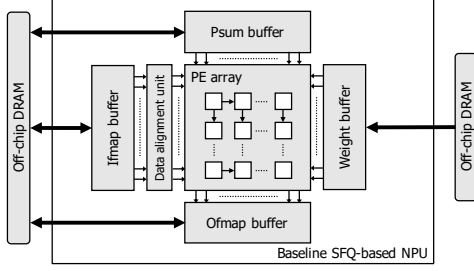 Psum buffer
Off-chip DRAM
Ifmap buffer
Data alignment unit
PE array
Weight buffer
Off-chip DRAM
Ofmap buffer
Baseline SFQ-based NPU